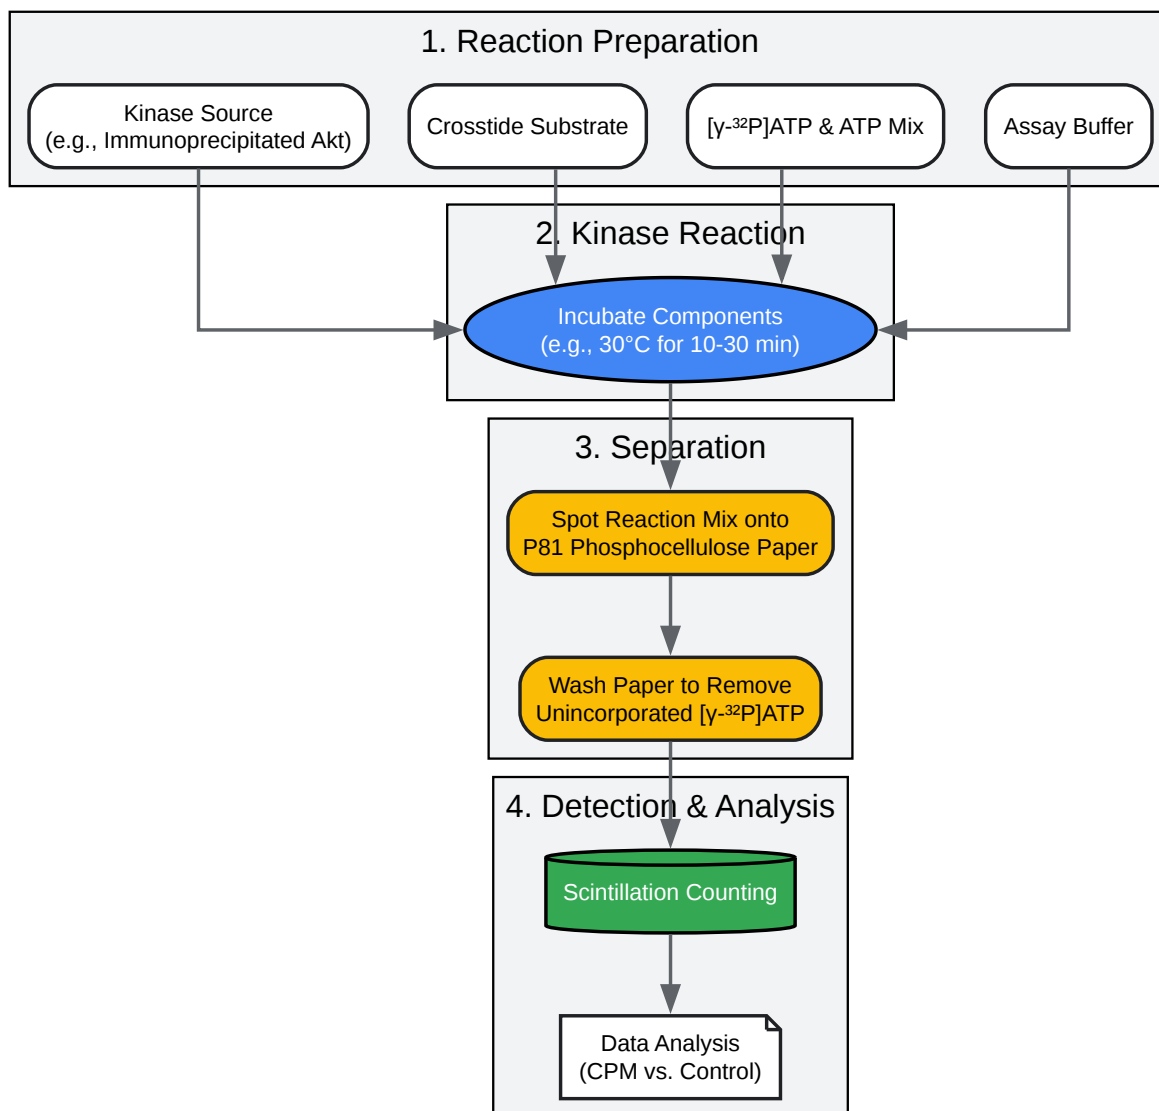 1. Reaction Preparation
Kinase Source
(e.g., Immunoprecipitated Akt)
Crosstide Substrate
[γ-³²P]ATP & ATP Mix
Assay Buffer
2. Kinase Reaction
Incubate Components
(e.g., 30°C for 10-30 min)
3. Separation
Spot Reaction Mix onto
P81 Phosphocellulose Paper
Wash Paper to Remove
Unincorporated [γ-³²P]ATP
4. Detection & Analysis
Scintillation Counting
Data Analysis
(CPM vs. Control)